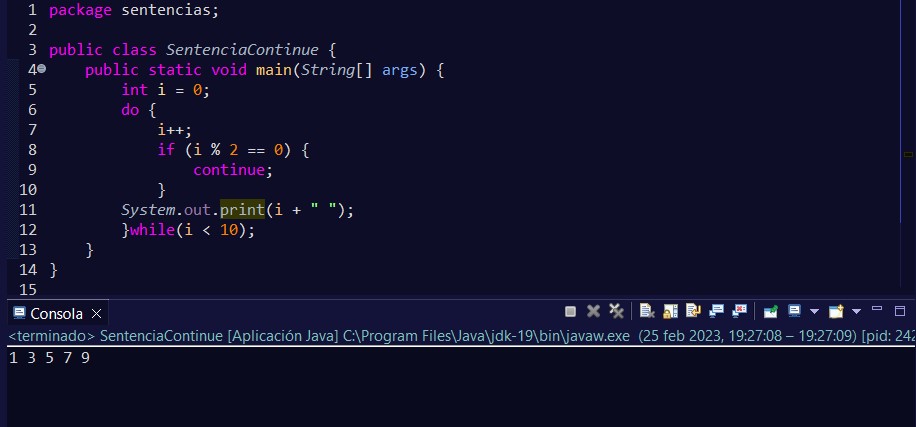 1 package sentencias;
2
3 public class SentenciaContinue {
4 public static void main(String[] args) {
5 int i = 0;
6 do {
7 i++;
8 if (i % 2 == 0) {
9 continue;
10 }
11 System.out.print(i + " ");
12 }while(i < 10);
13 }
14 }
15
Consola
<terminado> SentenciaContinue [Aplicación Java] C:\Program Files\Java\jdk-19\bin\javaw.exe (25 feb 2023, 19:27:08 – 19:27:09) [pid: 242
1 3 5 7 9